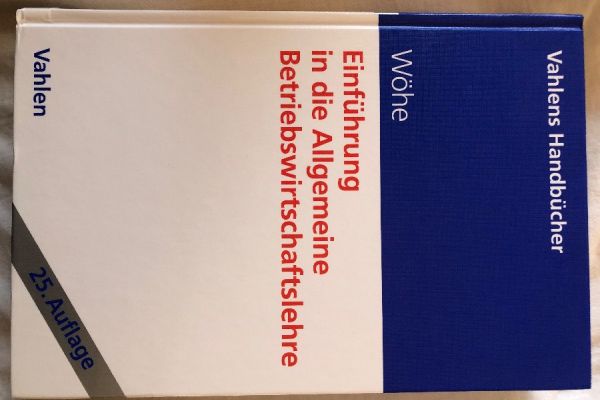 Vahlens Handbücher
Wöhe
Einführung
in die Allgemeine
Betriebswirtschaftslehre
Vahlen
25. Auflage